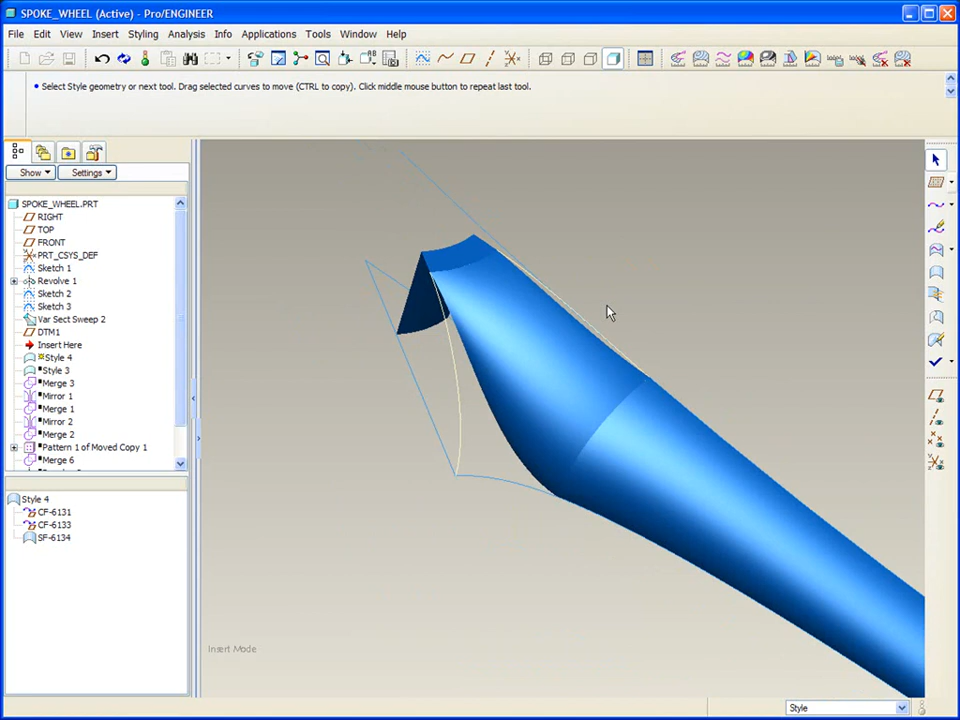 SPOKE_WHEEL (Active) - Pro/ENGINEER
File Edit View Insert Styling Analysis Info Applications Tools Window Help
Select Style geometry or next tool. Drag selected curves to move (CTRL to copy). Click middle mouse button to repeat last tool.
Show Settings
SPOKE_WHEEL.PRT
RIGHT
TOP
FRONT
PRT_CSYS_DEF
Sketch 1
Revolve 1
Sketch 2
Sketch 3
Var Sect Sweep 2
DTM1
Insert Here
Style 4
Style 3
Merge 3
Mirror 1
Merge 1
Mirror 2
Merge 2
Pattern 1 of Moved Copy 1
Merge 6
Style 4
CF-6131
CF-6133
SF-6134
Insert Mode
Style